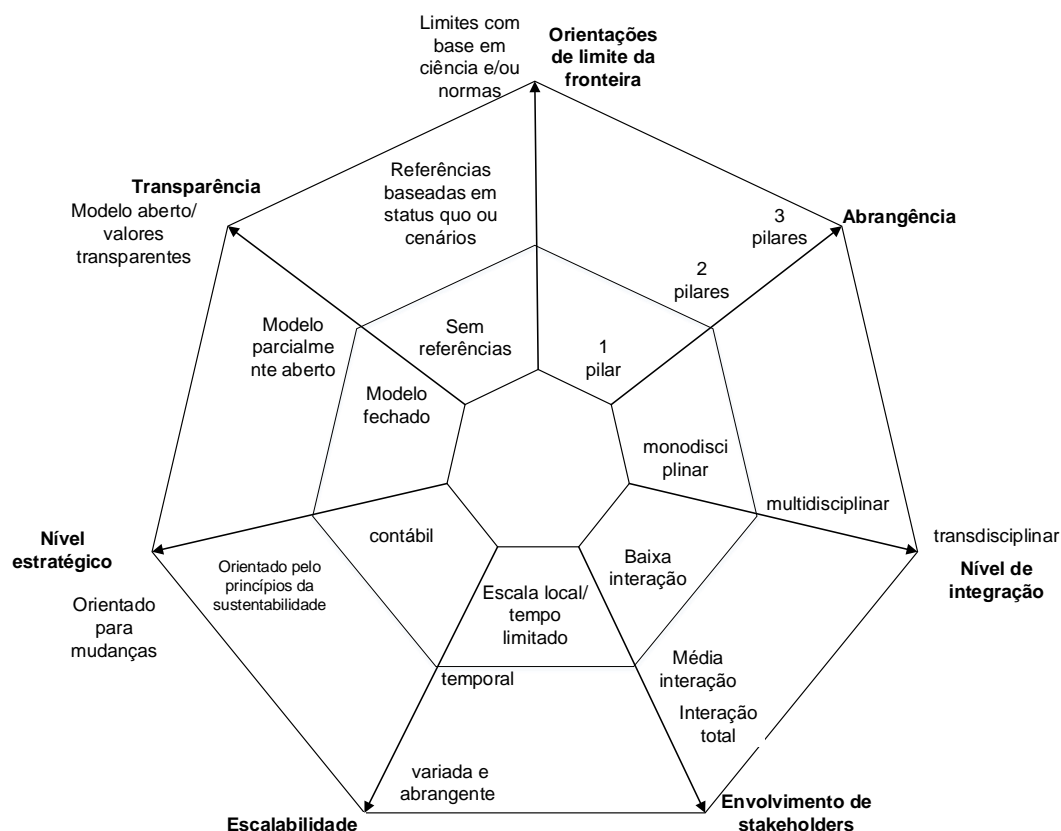 Limites com
base em
ciência e/ou
normas
Orientações
de limite da
fronteira
Transparência
Modelo aberto/
valores
transparentes
Referências
baseadas em
status quo ou
cenários
3
pilares
Abrangência
2
pilares
Modelo
parcialme
nte aberto
Sem
referências
1
pilar
Modelo
fechado
monodisci
plinar
multidisciplinar
transdisciplinar
Nível de
integração
Nível
estratégico
Orientado
para
mudanças
contábil
Orientado pelo
princípios da
sustentabilidade
Escala local/
tempo
limitado
Baixa
interação
temporal
Média
interação
Interação
total
variada e
abrangente
Escalabilidade
Envolvimento de
stakeholders